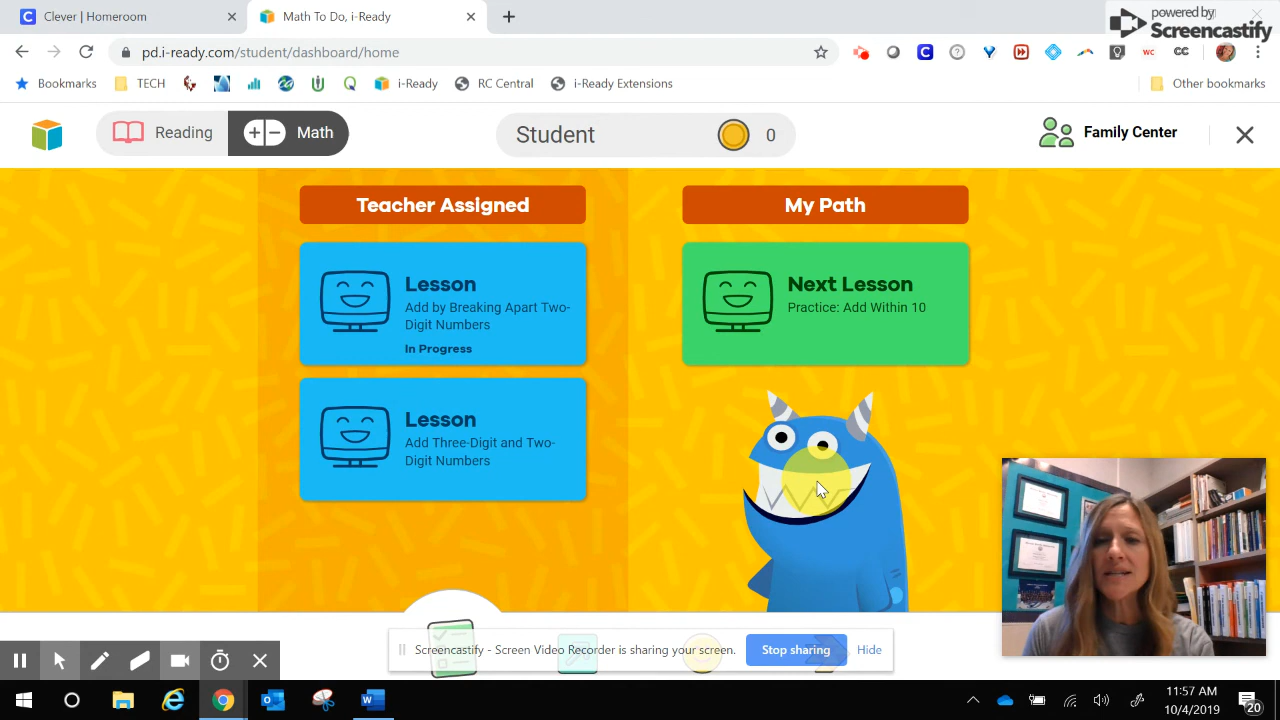 Clever | Homeroom
Math To Do, i-Ready
powered by
Screencastify
pd.i-ready.com/student/dashboard/home
WC
CC
Bookmarks
TECH
i-Ready
RC Central
i-Ready Extensions
Other bookmarks
Reading
Math
Student
0
Family Center
Teacher Assigned
My Path
Lesson
Add by Breaking Apart Two-
Digit Numbers
In Progress
Next Lesson
Practice: Add Within 10
Lesson
Add Three-Digit and Two-
Digit Numbers
Screencastify - Screen Video Recorder is sharing your screen.
Stop sharing
Hide
11:57 AM
10/4/2019
20